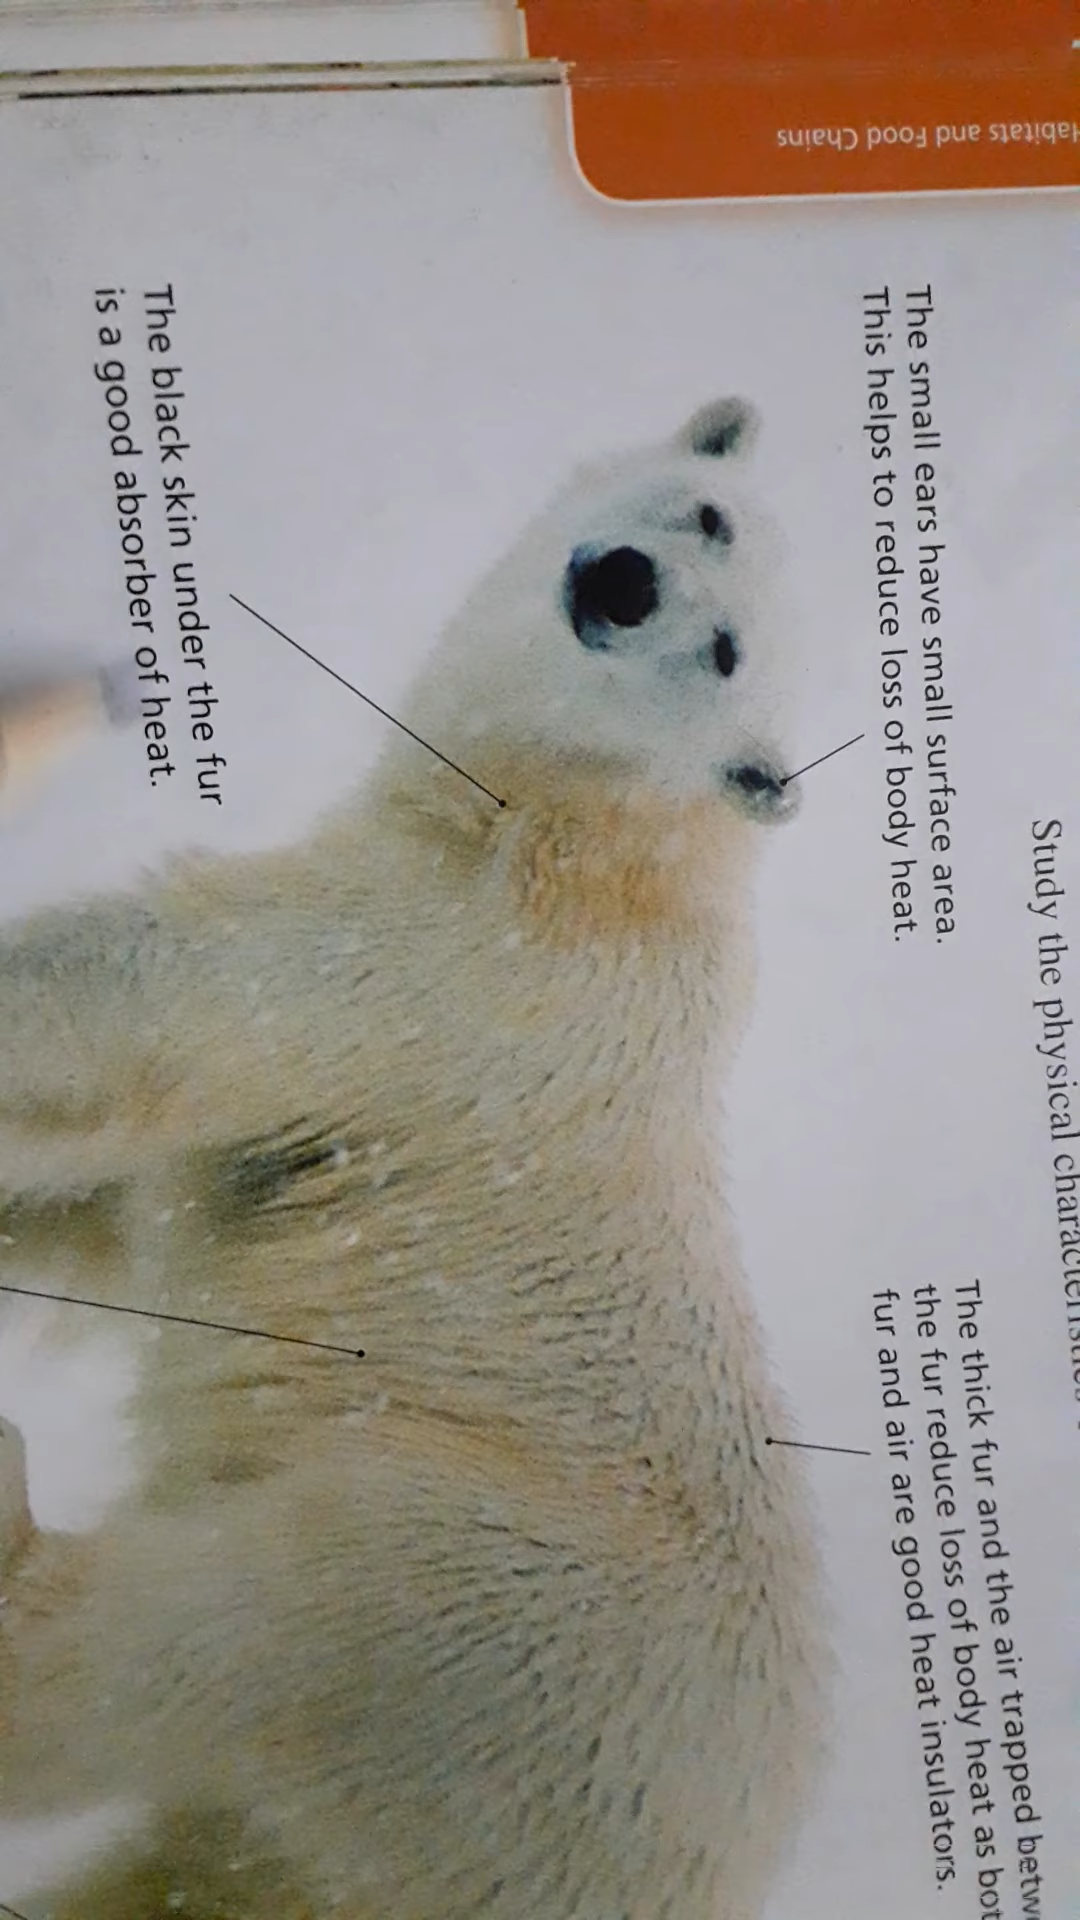 Habitats and Food Chains
Study the physical characteristics
The small ears have small surface area.
This helps to reduce loss of body heat.
The thick fur and the air trapped
the fur reduce loss of body heat as
fur and air are good heat insulators.
The black skin under the fur
is a good absorber of heat.